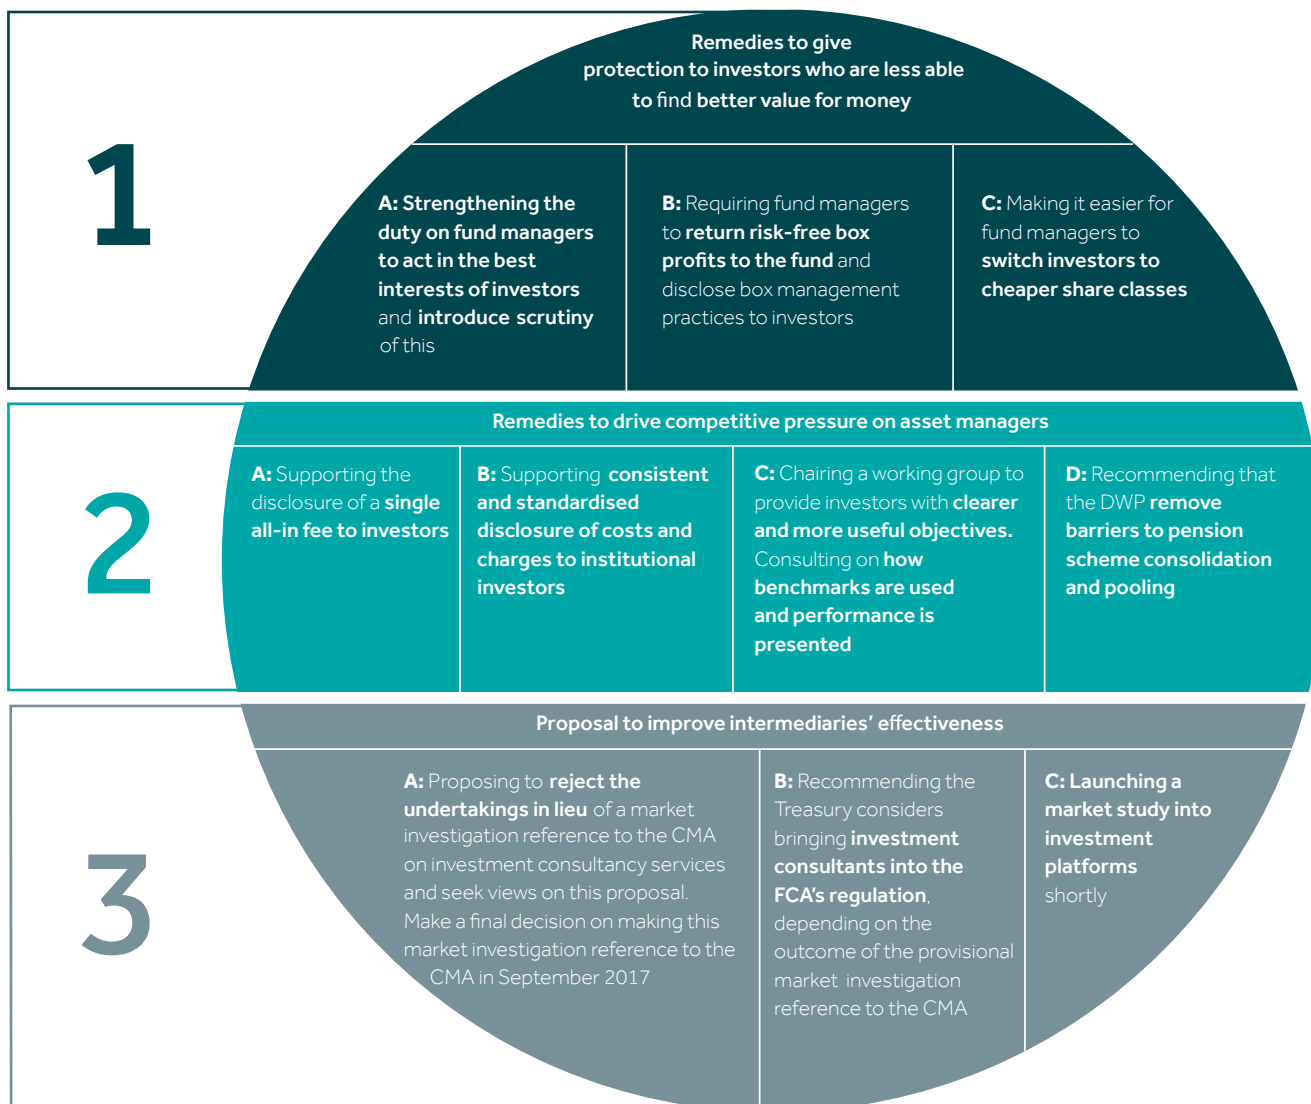 1
Remedies to give
protection to investors who are less able
to find better value for money
A: Strengthening the
duty on fund managers
to act in the best
interests of investors
and introduce scrutiny
of this
B: Requiring fund managers
to return risk-free box
profits to the fund and
disclose box management
practices to investors
C: Making it easier for
fund managers to
switch investors to
cheaper share classes
2
Remedies to drive competitive pressure on asset managers
A: Supporting the
disclosure of a single
all-in fee to investors
B: Supporting consistent
and standardised
disclosure of costs and
charges to institutional
investors
C: Chairing a working group to
provide investors with clearer
and more useful objectives.
Consulting on how
benchmarks are used
and performance is
presented
D: Recommending that
the DWP remove
barriers to pension
scheme consolidation
and pooling
3
Proposal to improve intermediaries' effectiveness
A: Proposing to reject the
undertakings in lieu of a market
investigation reference to the CMA
on investment consultancy services
and seek views on this proposal.
Make a final decision on making this
market investigation reference to the
CMA in September 2017
B: Recommending the
Treasury considers
bringing investment
consultants into the
FCA's regulation,
depending on the
outcome of the provisional
market investigation
reference to the CMA
C: Launching a
market study into
investment
platforms
shortly